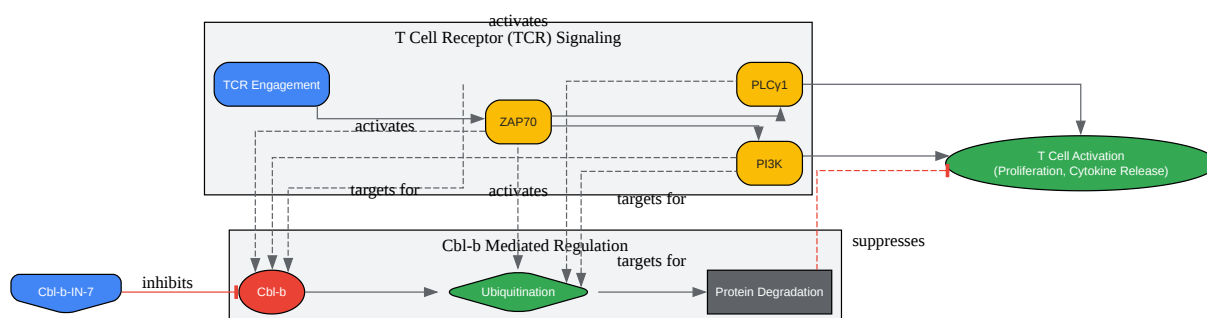 activates
T Cell Receptor (TCR) Signaling
TCR Engagement
PLCγ1
ZAP70
activates
T Cell Activation
(Proliferation, Cytokine Release)
PI3K
targets for
activates
targets for
suppresses
Cbl-b Mediated Regulation
targets for
inhibits
Cbl-b-IN-7
Cbl-b
Ubiquitination
Protein Degradation